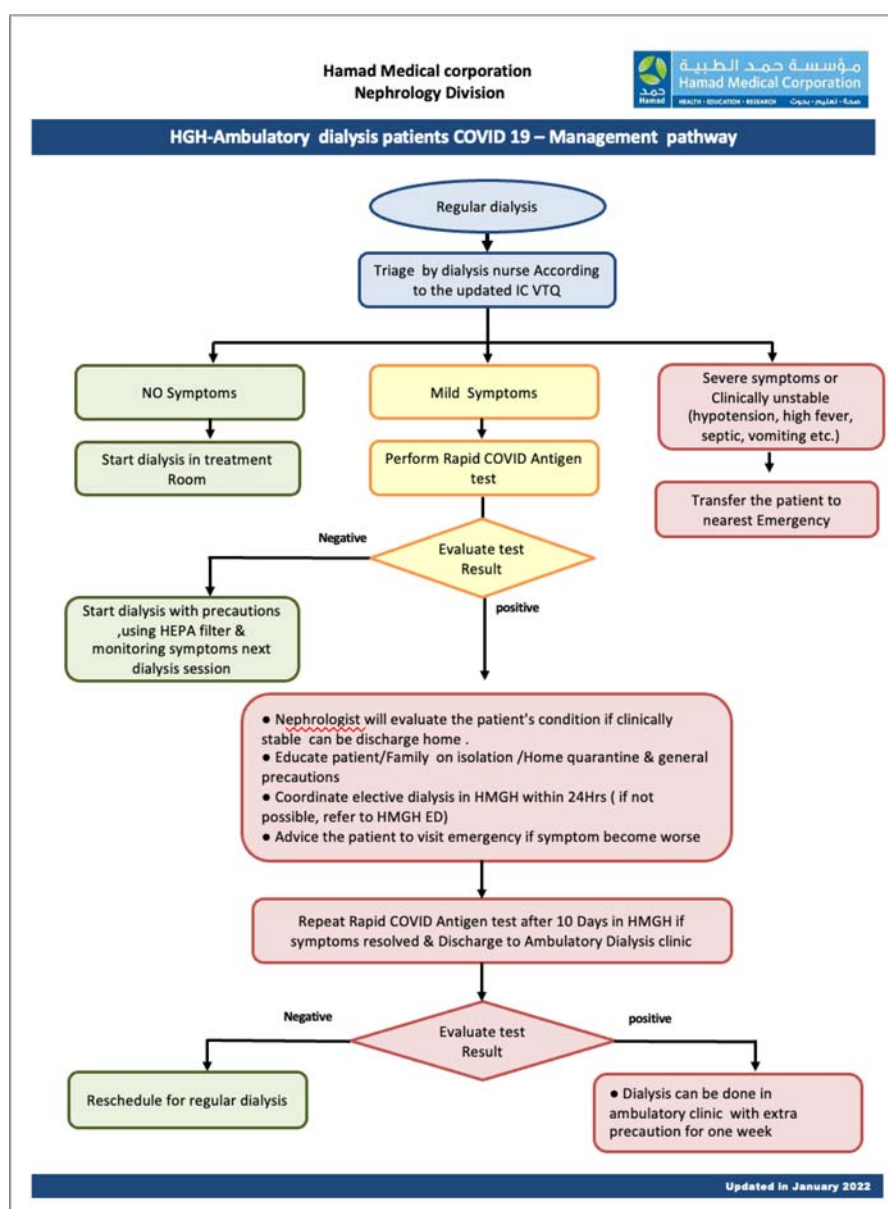 Hamad Medical corporation
Nephrology Division
مؤسسة حمد الطبية
Hamad Medical Corporation
HEALTH • EDUCATION • RESEARCH صحة • تعليم • بحوث
حمد
Hamad
HGH-Ambulatory dialysis patients COVID 19 – Management pathway
Regular dialysis
Triage by dialysis nurse According
to the updated IC VTQ
NO Symptoms
Mild Symptoms
Severe symptoms or
Clinically unstable
(hypotension, high fever,
septic, vomiting etc.)
Start dialysis in treatment
Room
Perform Rapid COVID Antigen
test
Transfer the patient to
nearest Emergency
Negative
Evaluate test
Result
positive
Start dialysis with precautions
,using HEPA filter &
monitoring symptoms next
dialysis session
● Nephrologist will evaluate the patient's condition if clinically
stable can be discharge home .
● Educate patient/Family on isolation /Home quarantine & general
precautions
● Coordinate elective dialysis in HMGH within 24Hrs ( if not
possible, refer to HMGH ED)
● Advice the patient to visit emergency if symptom become worse
Repeat Rapid COVID Antigen test after 10 Days in HMGH if
symptoms resolved & Discharge to Ambulatory Dialysis clinic
Negative
Evaluate test
Result
positive
Reschedule for regular dialysis
● Dialysis can be done in
ambulatory clinic with extra
precaution for one week
Updated in January 2022